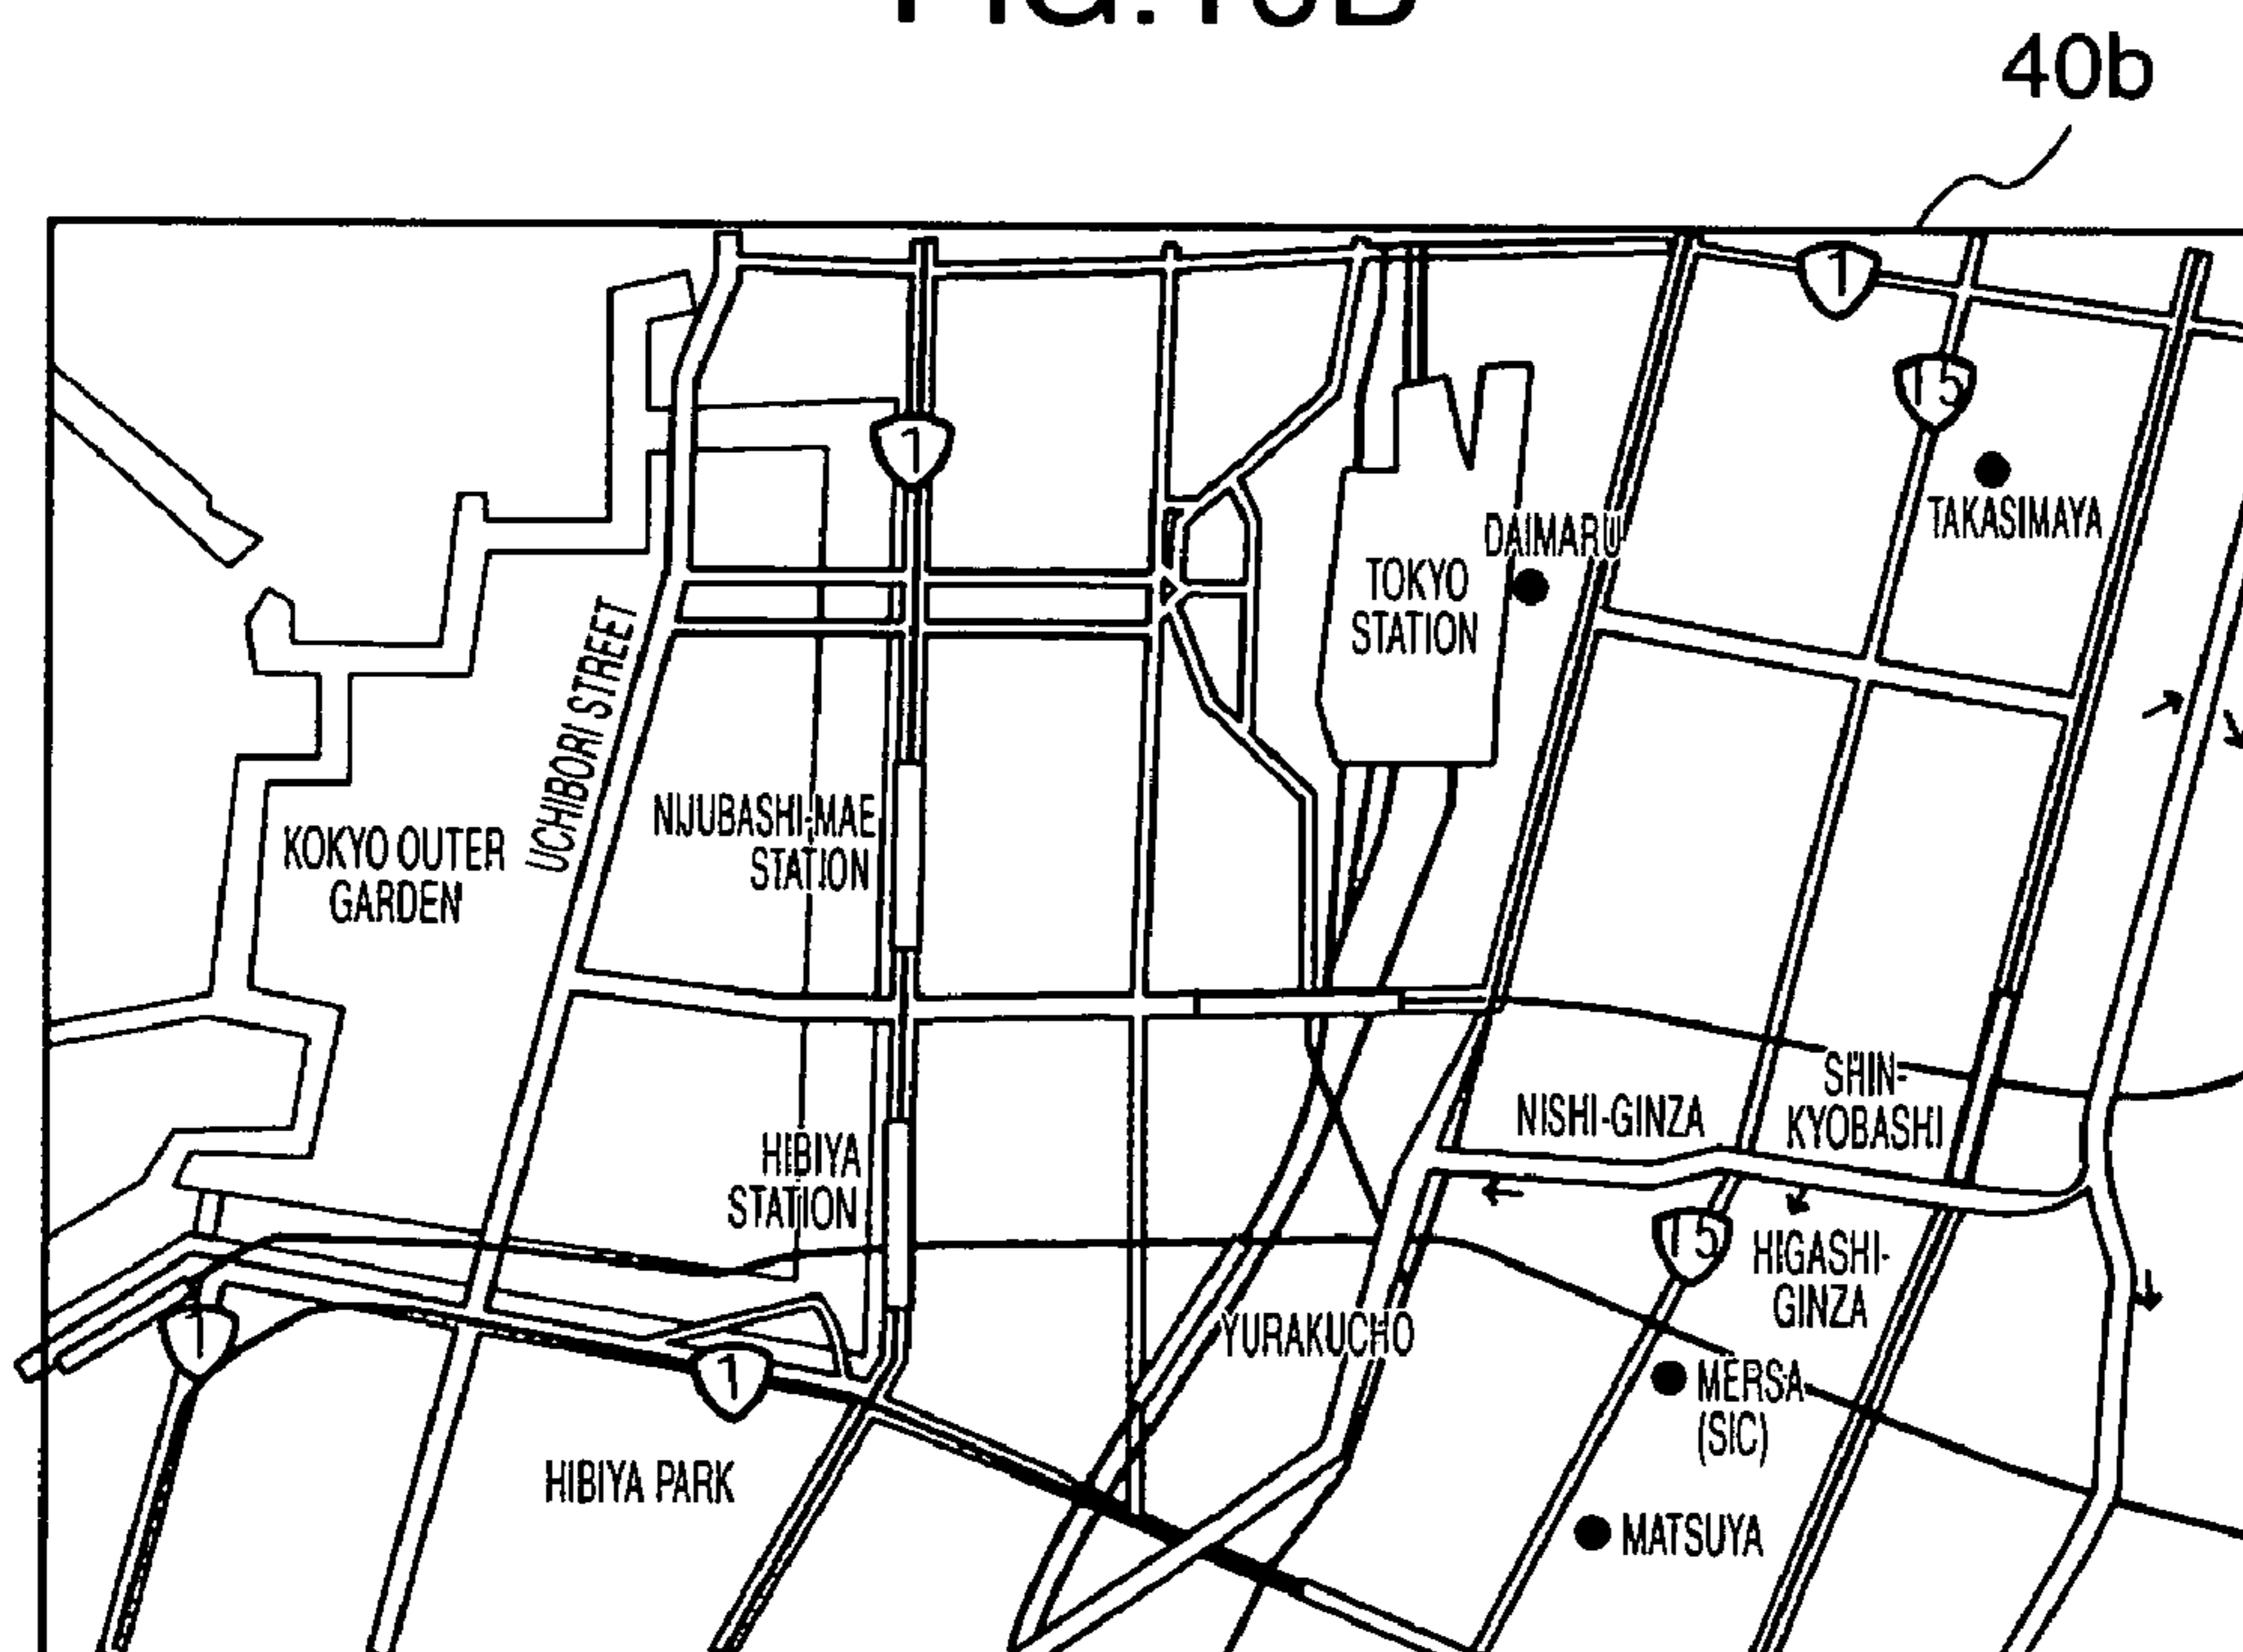 40b
1
15
1
TAKASIMAYA
DAIMARU
TOKYO
STATION
UCHIBORI STREET
NIJUBASHI-MAE
STATION
KOKYO OUTER
GARDEN
SHIN-
KYOBASHI
NISHI-GINZA
HIBIYA
STATION
15
HIGASHI-
GINZA
YURAKUCHO
1
1
MERSA
(SIC)
HIBIYA PARK
MATSUYA